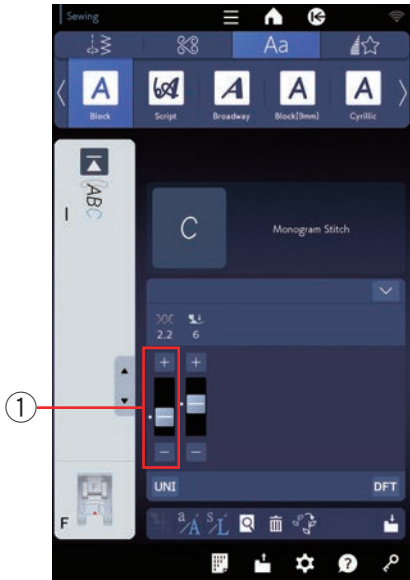 Sewing
Aa
A A A A
Block Script Broadway Block[9mm] Cyrillic
ABC
I
C Monogram Stitch
2.2 6
+ +
1
− −
UNI DFT
F
a/A S/L
?